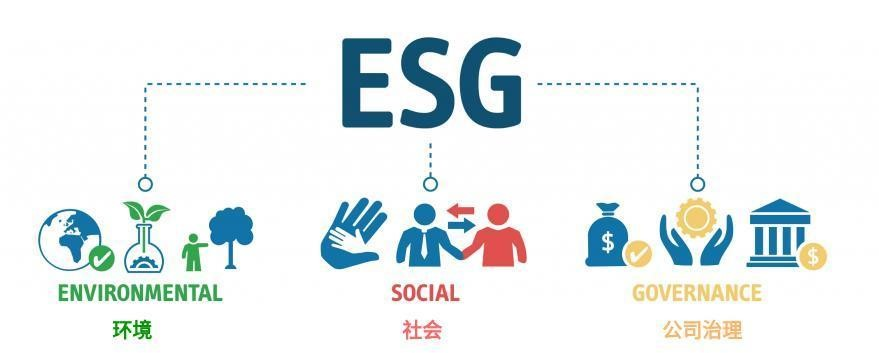 ESG
$
$
ENVIRONMENTAL
SOCIAL
GOVERNANCE
环境
社会
公司治理